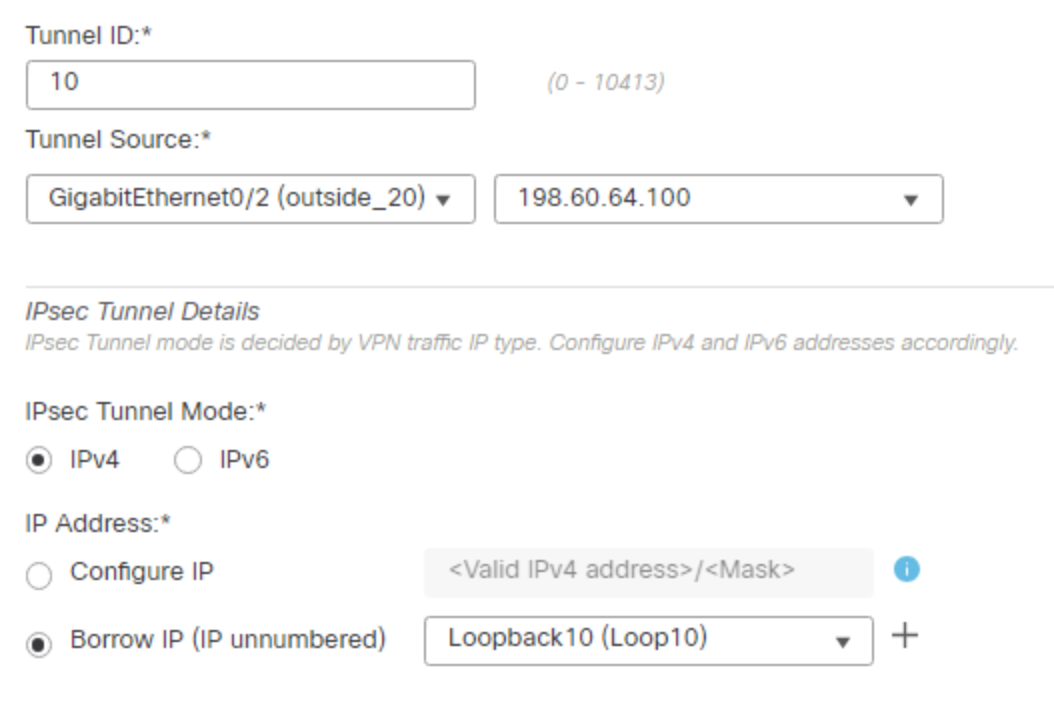 Tunnel ID:*
10 (0 - 10413)
Tunnel Source:*
GigabitEthernet0/2 (outside_20) 198.60.64.100
IPsec Tunnel Details
IPsec Tunnel mode is decided by VPN traffic IP type. Configure IPv4 and IPv6 addresses accordingly.
IPsec Tunnel Mode:*
IPv4 IPv6
IP Address:*
Configure IP <Valid IPv4 address>/<Mask>
Borrow IP (IP unnumbered) Loopback10 (Loop10)